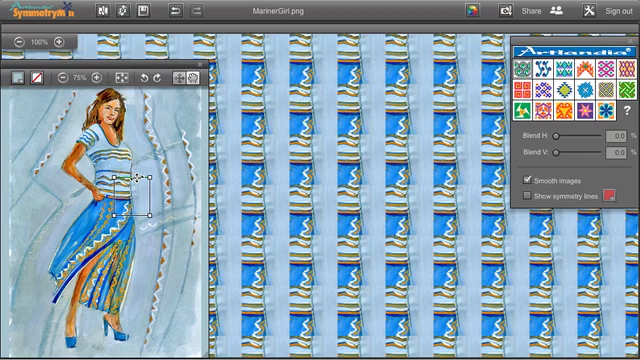 Artlandia
SymmetryMill
MarinerGirl.png
Share
Sign out
100%
75%
Artlandia®
?
Blend H: 0.0 %
Blend V: 0.0 %
Smooth images
Show symmetry lines